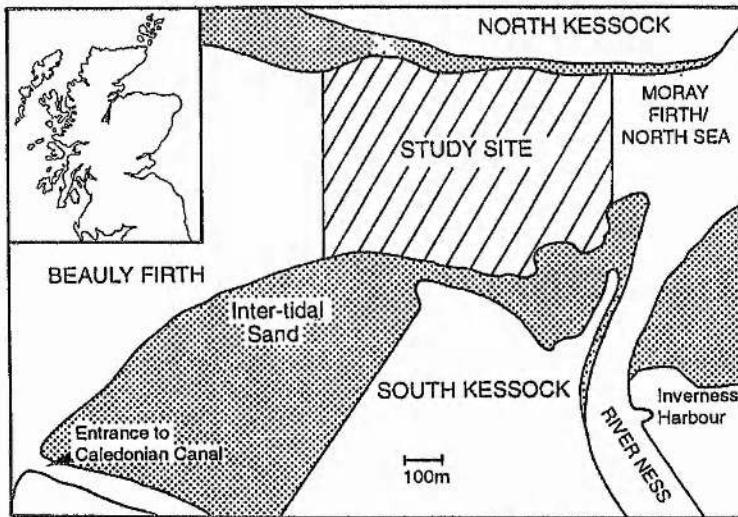 NORTH KESSOCK
MORAY
FIRTH/
NORTH SEA
STUDY SITE
BEAULY FIRTH
Inter-tidal
Sand
SOUTH KESSOCK
Inverness
Harbour
Entrance to
Caledonian Canal
100m
RIVER NESS